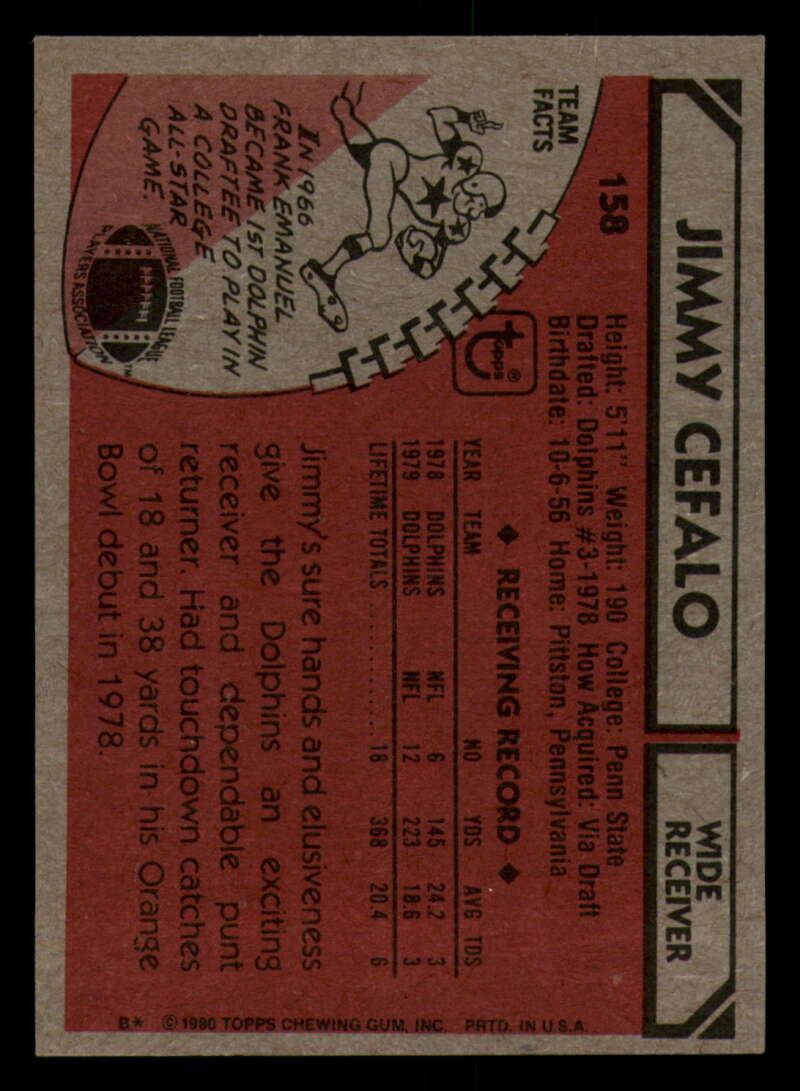 JIMMY CEFALO
WIDE
RECEIVER
158
Height: 5'11" Weight: 190 College: Penn State
Drafted: Dolphins #3-1978 How Acquired: Via Draft
Birthdate: 10-6-56 Home: Pittston, Pennsylvania
TEAM
FACTS
topps®
IN 1966
FRANK EMANUEL
BECAME 1ST DOLPHIN
DRAFTEE TO PLAY IN
A COLLEGE
ALL-STAR
GAME.
NATIONAL FOOTBALL LEAGUE
PLAYERS ASSOCIATION
TM
◆ RECEIVING RECORD ◆
YEAR TEAM NO YDS AVG TDS
1978 DOLPHINS NFL 6 145 24.2 3
1979 DOLPHINS NFL 12 223 18.6 3
LIFETIME TOTALS .......... 18 368 20.4 6
Jimmy's sure hands and elusiveness
give the Dolphins an exciting
receiver and dependable punt
returner. Had touchdown catches
of 18 and 38 yards in his Orange
Bowl debut in 1978.
B* © 1980 TOPPS CHEWING GUM, INC. PRTD. IN U.S.A.